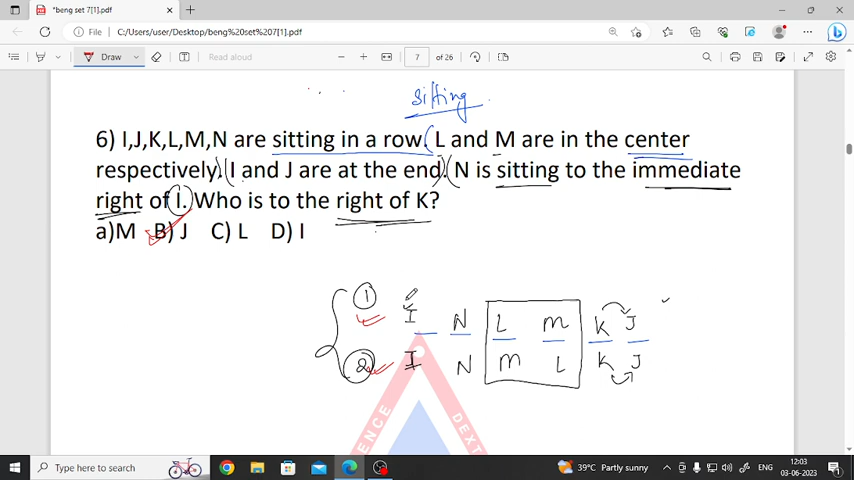 *beng set 7[1].pdf
File C:/Users/user/Desktop/beng%20set%207[1].pdf
Draw Read aloud 7 of 26
Sitting
6) I,J,K,L,M,N are sitting in a row. L and M are in the center
respectively. I and J are at the end. N is sitting to the immediate
right of I. Who is to the right of K?
a)M B) J C) L D) I
1 I N L M K J
2 I N M L K J
ENCE DEXT
Type here to search 39°C Partly sunny ENG 12:03
03-06-2023